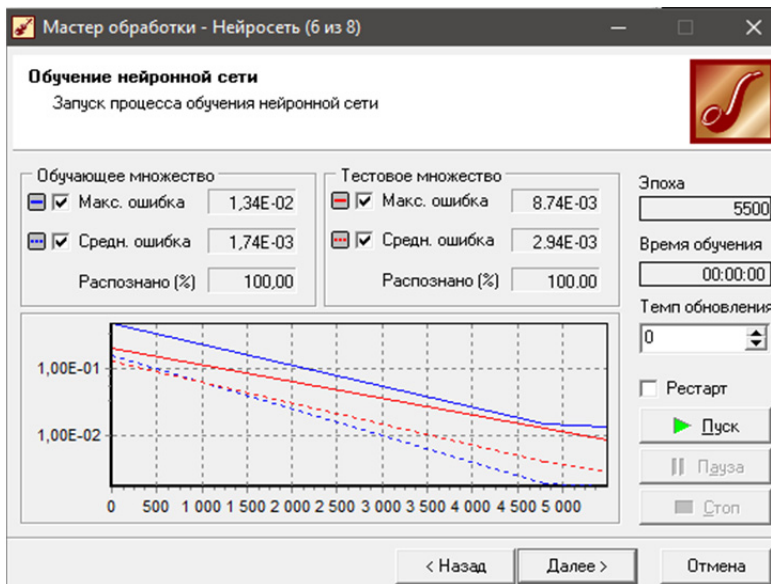 Мастер обработки - Нейросеть (6 из 8)
Обучение нейронной сети
Запуск процесса обучения нейронной сети
Обучающее множество
Макс. ошибка 1,34E-02
Средн. ошибка 1,74E-03
Распознано (%) 100,00
Тестовое множество
Макс. ошибка 8.74E-03
Средн. ошибка 2.94E-03
Распознано (%) 100.00
Эпоха
5500
Время обучения
00:00:00
Темп обновления
0
Рестарт
Пуск
Пауза
Стоп
1,00E-01
1,00E-02
0 500 1 000 1 500 2 000 2 500 3 000 3 500 4 000 4 500 5 000
< Назад Далее > Отмена